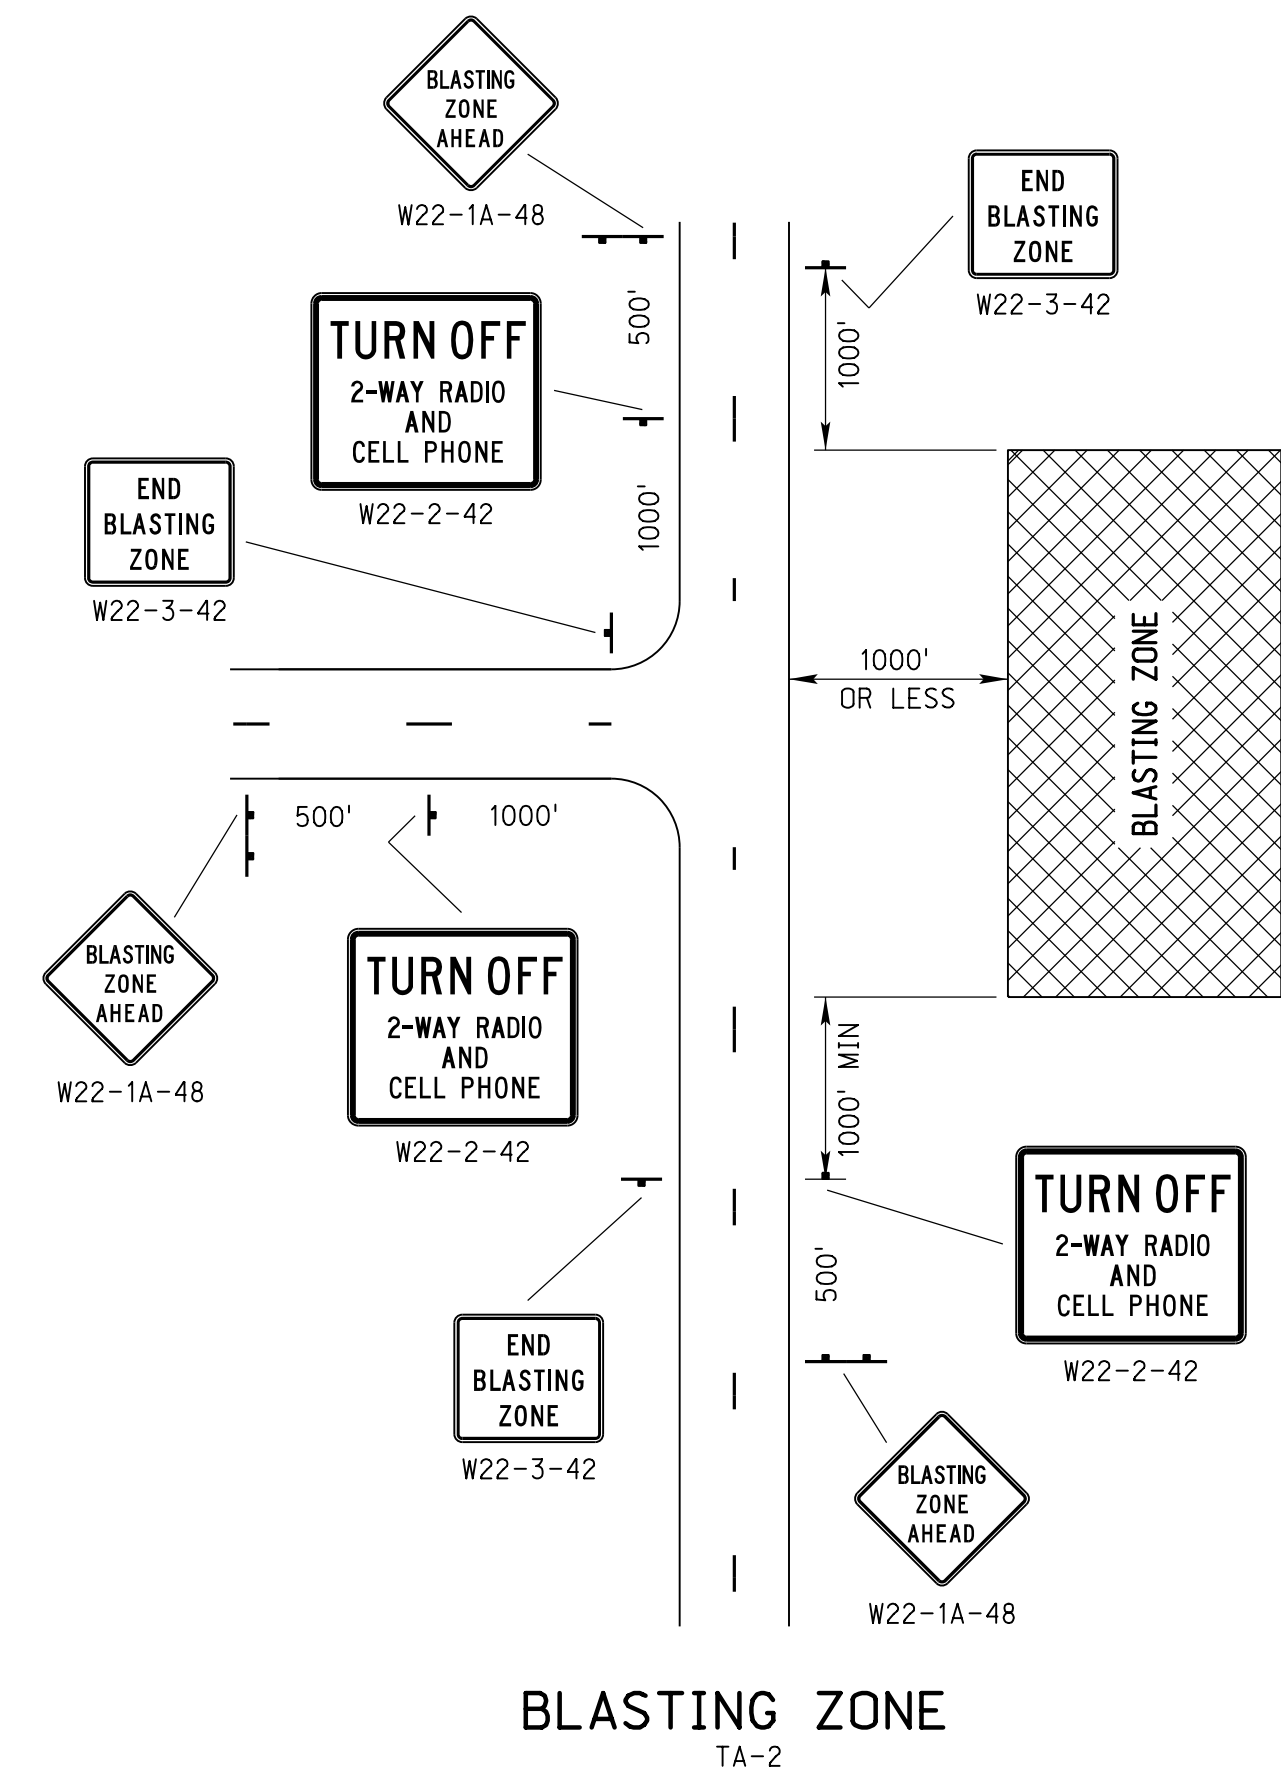 BLASTING
ZONE
AHEAD
W22-1A-48
END
BLASTING
ZONE
W22-3-42
500'
TURN OFF
2-WAY RADIO
AND
CELL PHONE
W22-2-42
1000'
1000'
END
BLASTING
ZONE
W22-3-42
1000'
OR LESS
BLASTING ZONE
500'
1000'
BLASTING
ZONE
AHEAD
W22-1A-48
TURN OFF
2-WAY RADIO
AND
CELL PHONE
W22-2-42
1000' MIN
TURN OFF
2-WAY RADIO
AND
CELL PHONE
W22-2-42
500'
END
BLASTING
ZONE
W22-3-42
BLASTING
ZONE
AHEAD
W22-1A-48
BLASTING ZONE
TA-2